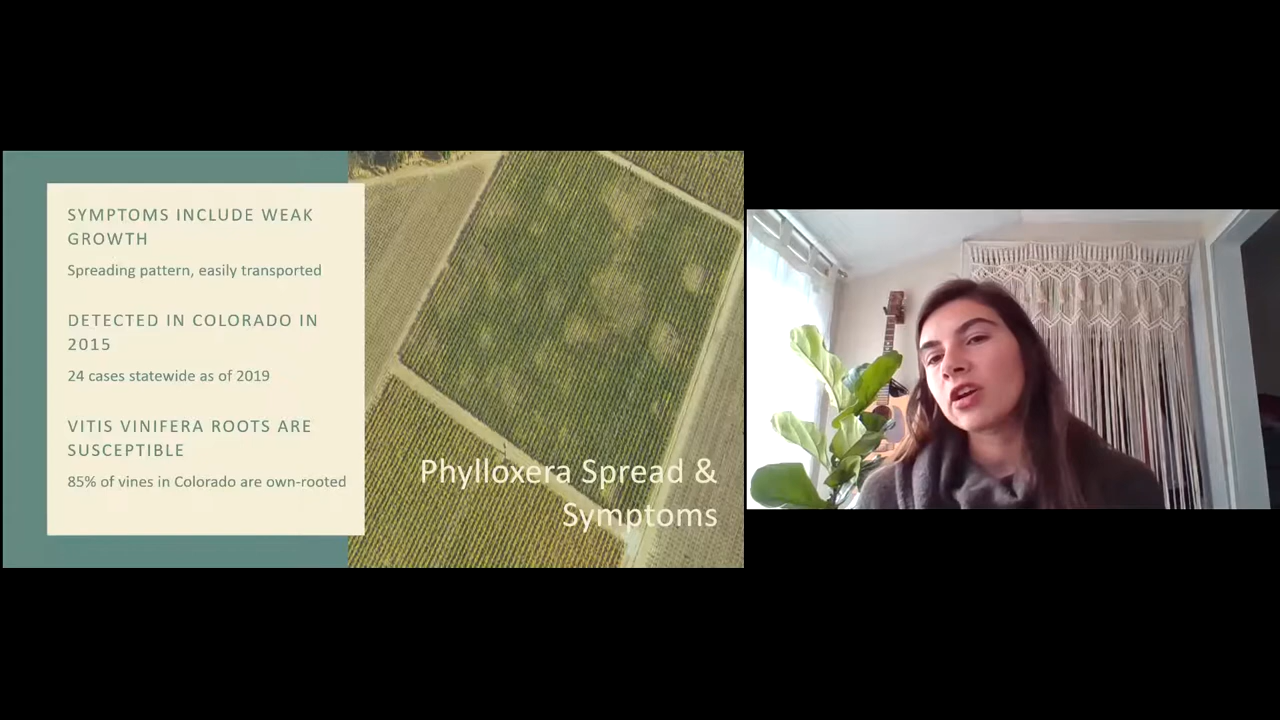 SYMPTOMS INCLUDE WEAK
GROWTH
Spreading pattern, easily transported
DETECTED IN COLORADO IN
2015
24 cases statewide as of 2019
VITIS VINIFERA ROOTS ARE
SUSCEPTIBLE
85% of vines in Colorado are own-rooted
Phylloxera Spread &
Symptoms